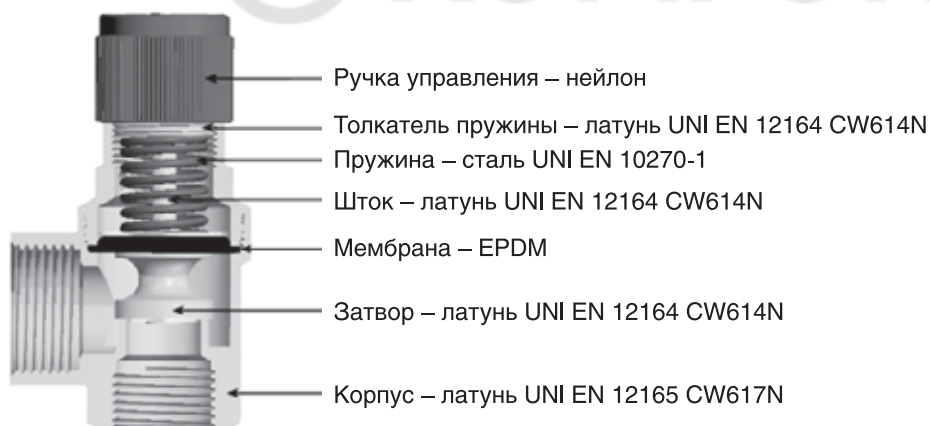 Ручка управления – нейлон
Толкатель пружины – латунь UNI EN 12164 CW614N
Пружина – сталь UNI EN 10270-1
Шток – латунь UNI EN 12164 CW614N
Мембрана – EPDM
Затвор – латунь UNI EN 12164 CW614N
Корпус – латунь UNI EN 12165 CW617N